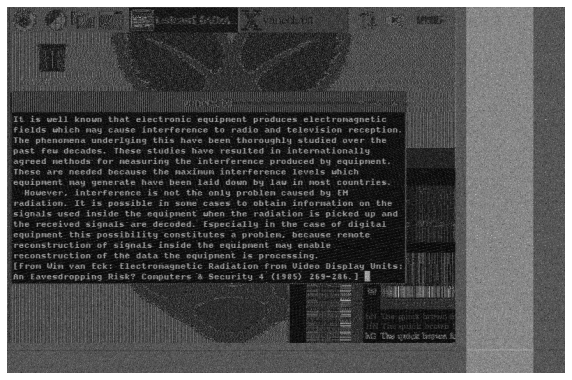 It is well known that electronic equipment produces electromagnetic
fields which may cause interference to radio and television reception.
The phenomena underlying this have been thoroughly studied over the
past few decades. These studies have resulted in internationally
agreed methods for measuring the interference produced by equipment.
These are needed because the maximum interference levels which
equipment may generate have been laid down by law in most countries.
However, interference is not the only problem caused by EM
radiation. It is possible in some cases to obtain information on the
signals used inside the equipment when the radiation is picked up and
the received signals are decoded. Especially in the case of digital
equipment this possibility constitutes a problem, because remote
reconstruction of signals inside the equipment may enable
reconstruction of the data the equipment is processing.
[From Wim van Eck: Electromagnetic Radiation from Video Display Units:
An Eavesdropping Risk? Computers & Security 4 (1985) 269-286.]
The quick brown
The quick brown
The quick brown f